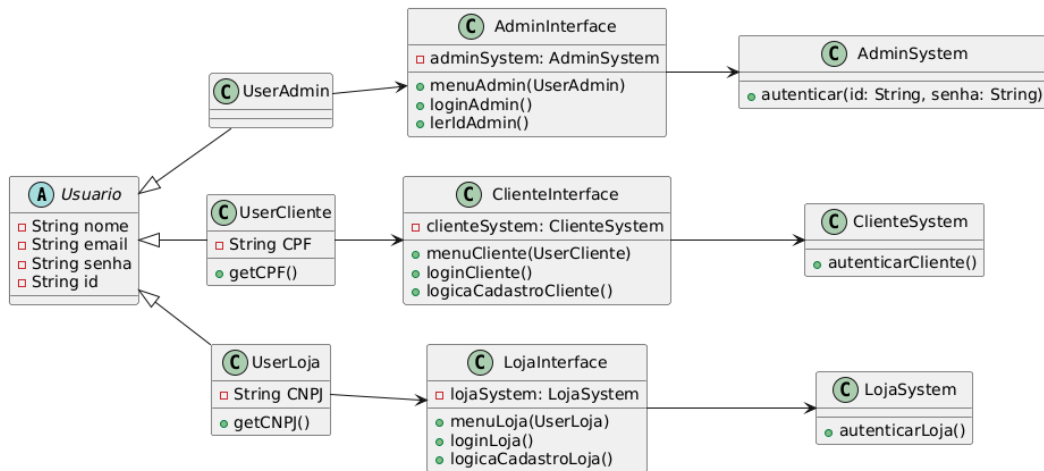 A Usuario
String nome
String email
String senha
String id
C UserAdmin
C UserCliente
String CPF
getCPF()
C UserLoja
String CNPJ
getCNPJ()
C AdminInterface
adminSystem: AdminSystem
menuAdmin(UserAdmin)
loginAdmin()
lerIdAdmin()
C ClienteInterface
clienteSystem: ClienteSystem
menuCliente(UserCliente)
loginCliente()
logicaCadastroCliente()
C LojaInterface
lojaSystem: LojaSystem
menuLoja(UserLoja)
loginLoja()
logicaCadastroLoja()
C AdminSystem
autenticar(id: String, senha: String)
C ClienteSystem
autenticarCliente()
C LojaSystem
autenticarLoja()